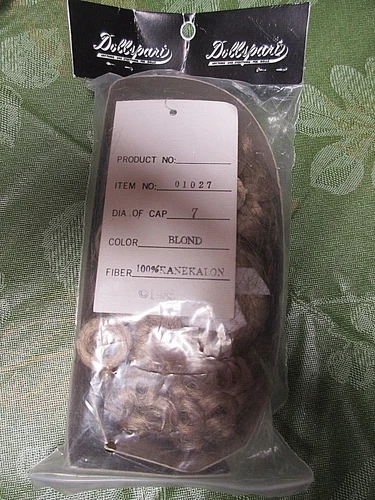 Dollspart Dollspart
PRODUCT NO:
ITEM NO: 01027
DIA. OF CAP 7
COLOR BLOND
FIBER 100%KANEKALON